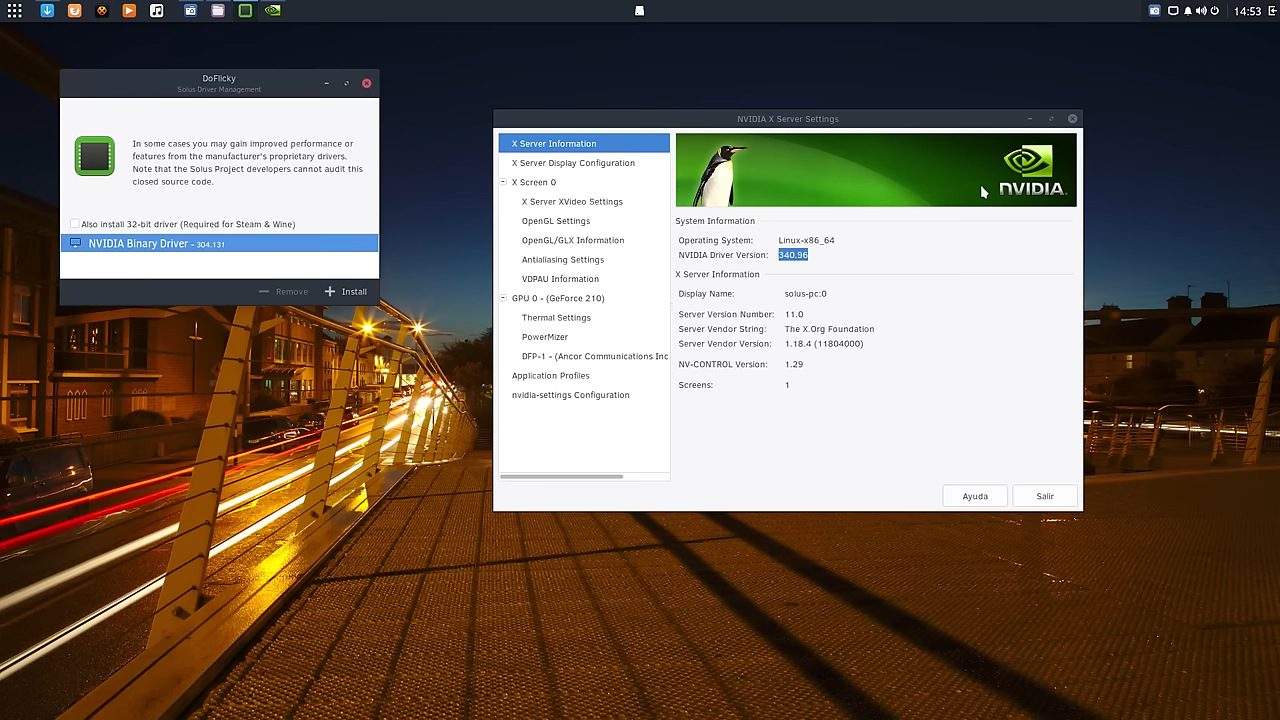 14:53
DoFlicky
Solus Driver Management
In some cases you may gain improved performance or
features from the manufacturer's proprietary drivers.
Note that the Solus Project developers cannot audit this
closed source code.
Also install 32-bit driver (Required for Steam & Wine)
NVIDIA Binary Driver - 304.131
Remove
Install
NVIDIA X Server Settings
X Server Information
X Server Display Configuration
X Screen 0
X Server XVideo Settings
OpenGL Settings
OpenGL/GLX Information
Antialiasing Settings
VDPAU Information
GPU 0 - (GeForce 210)
Thermal Settings
PowerMizer
DFP-1 - (Ancor Communications Inc
Application Profiles
nvidia-settings Configuration
NVIDIA.
System Information
Operating System: Linux-x86_64
NVIDIA Driver Version: 340.96
X Server Information
Display Name: solus-pc:0
Server Version Number: 11.0
Server Vendor String: The X.Org Foundation
Server Vendor Version: 1.18.4 (11804000)
NV-CONTROL Version: 1.29
Screens: 1
Ayuda
Salir